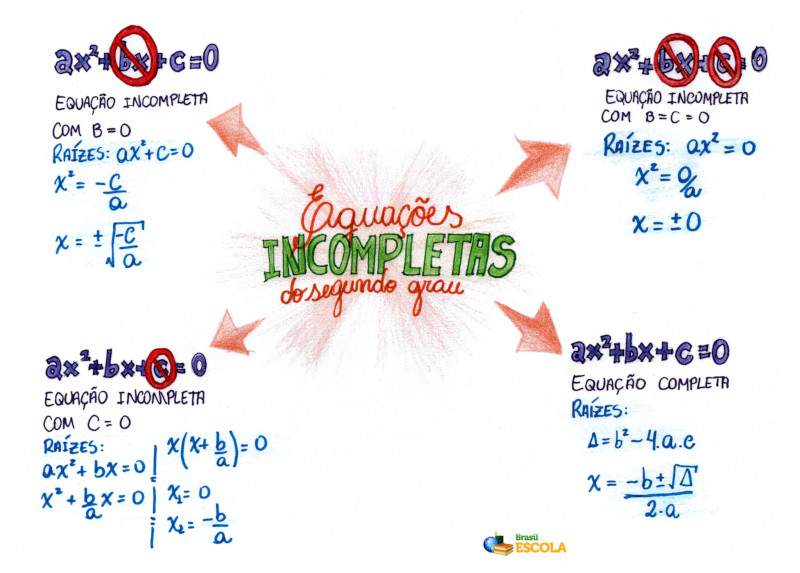 ax²+bx+c=0
EQUAÇÃO INCOMPLETA
COM B=0
RAÍZES: ax²+c=0
x² = -c/a
x = ±√(-c/a)
ax²+bx+c=0
EQUAÇÃO INCOMPLETA
COM B=C=0
RAÍZES: ax²=0
x²=0/a
x=±0
Equações
INCOMPLETAS
do segundo grau
ax²+bx+c=0
EQUAÇÃO INCOMPLETA
COM C=0
RAÍZES:
ax²+bx=0
x²+b/a x=0
x(x+b/a)=0
x₁=0
x₂=-b/a
ax²+bx+c=0
EQUAÇÃO COMPLETA
RAÍZES:
Δ=b²-4.a.c
x = (-b±√Δ)/2.a
Brasil
ESCOLA